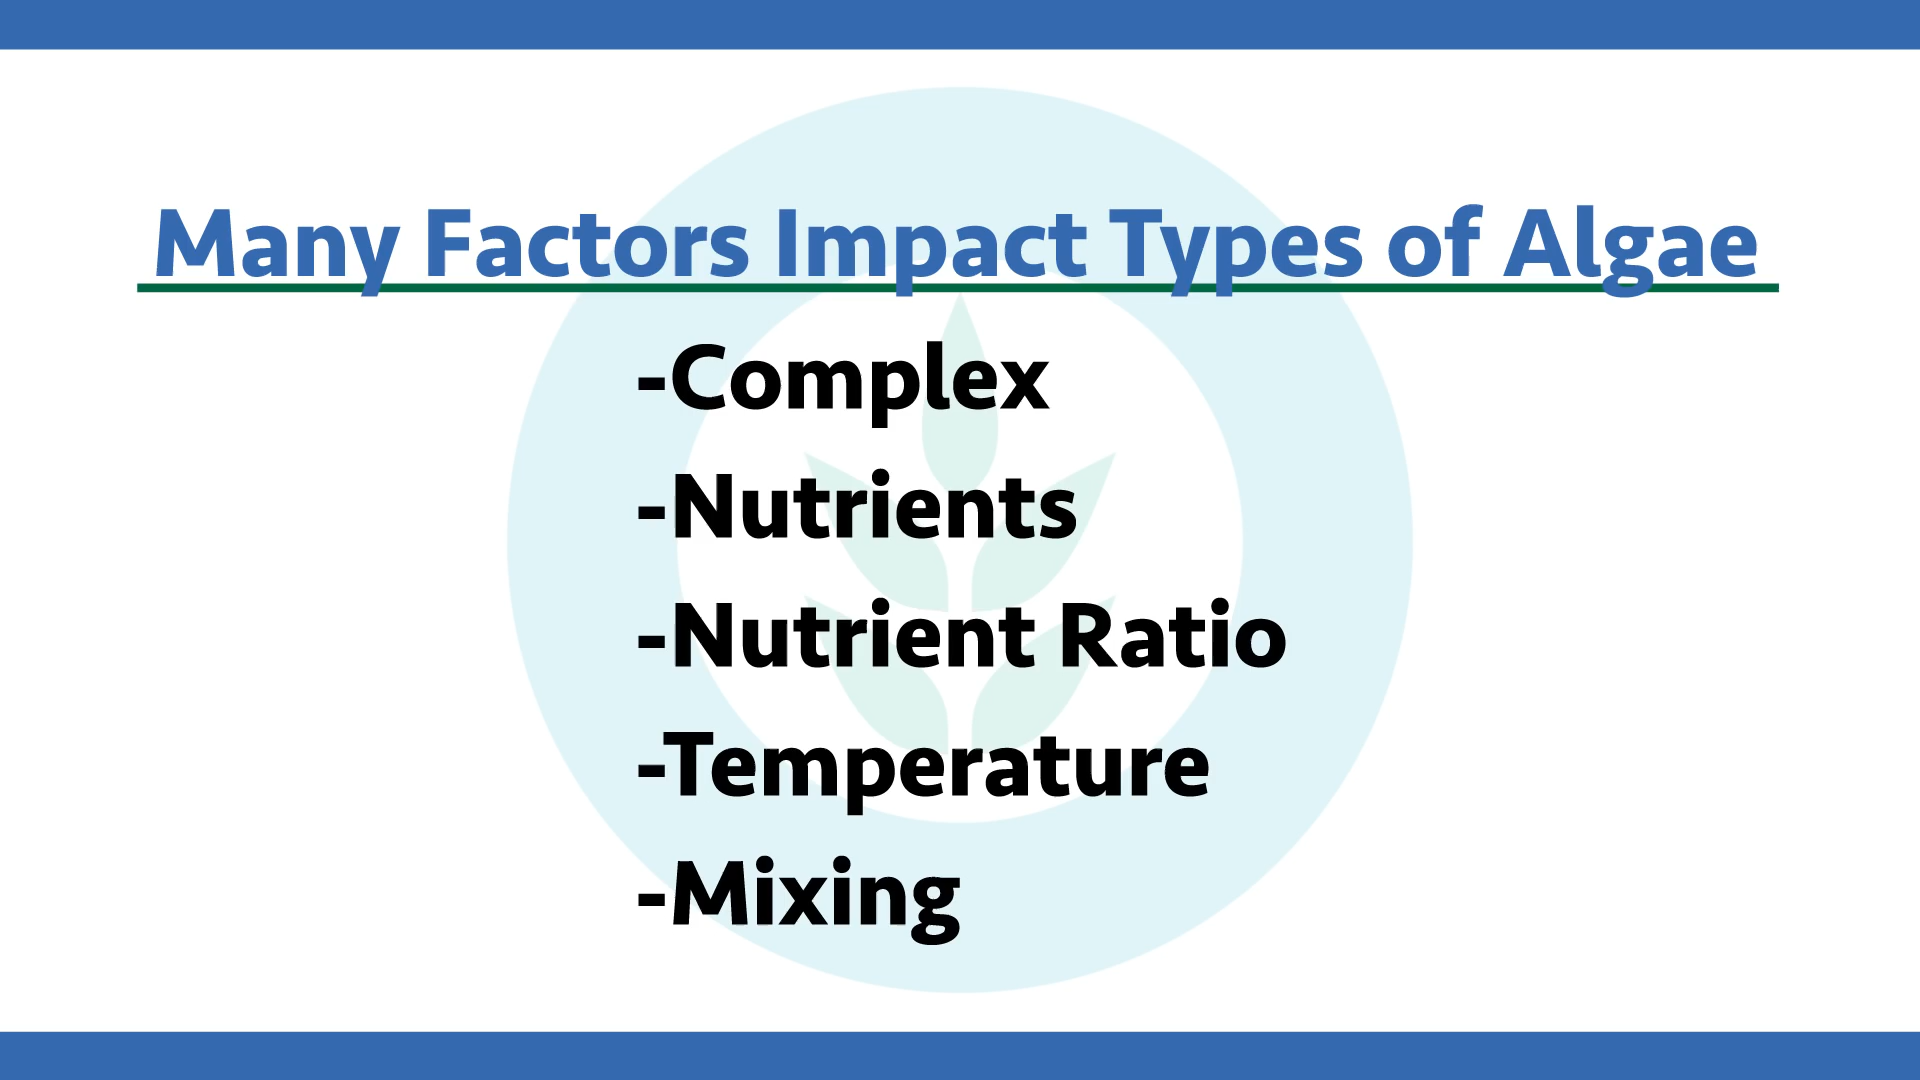 Many Factors Impact Types of Algae
-Complex
-Nutrients
-Nutrient Ratio
-Temperature
-Mixing